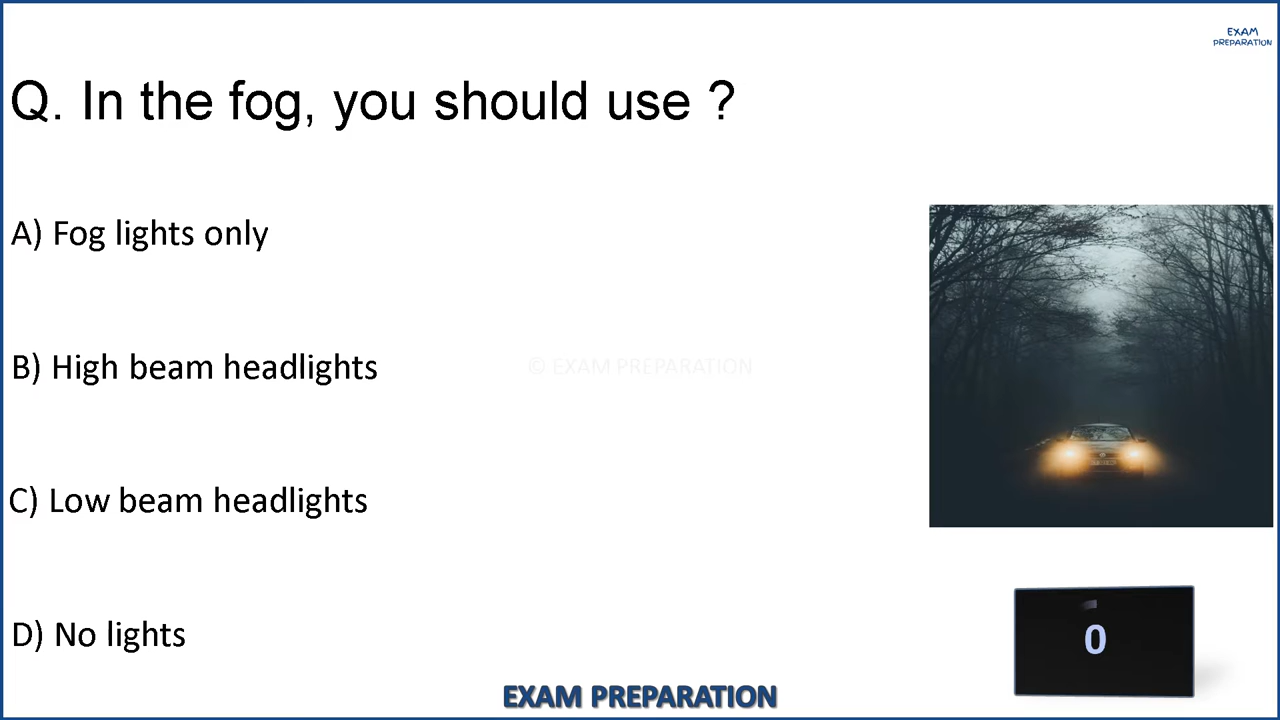 EXAM
PREPARATION
Q. In the fog, you should use ?
A) Fog lights only
B) High beam headlights
© EXAM PREPARATION
C) Low beam headlights
D) No lights
0
EXAM PREPARATION